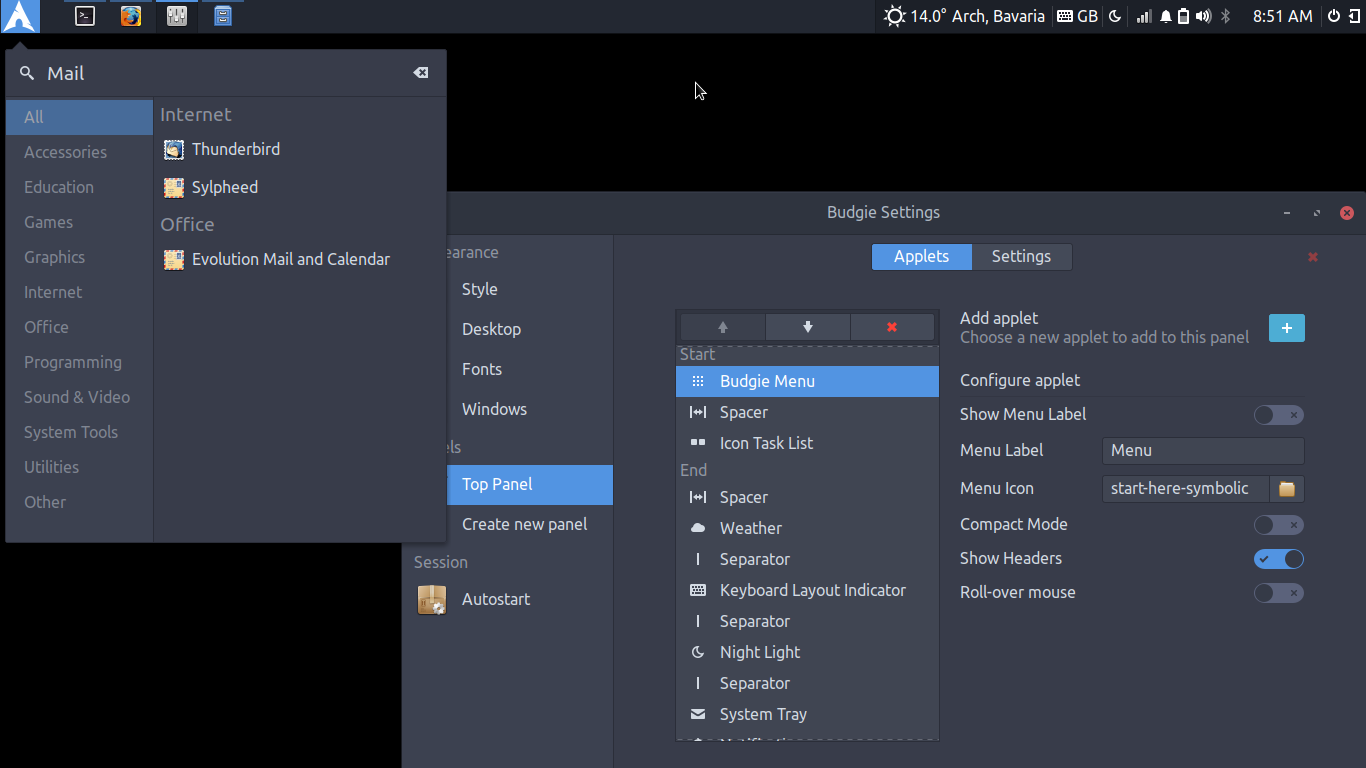 14.0° Arch, Bavaria GB 8:51 AM
Mail
All
Accessories
Education
Games
Graphics
Internet
Office
Programming
Sound & Video
System Tools
Utilities
Other
Internet
Thunderbird
Sylpheed
Office
Evolution Mail and Calendar
Budgie Settings
earance
Style
Desktop
Fonts
Windows
els
Top Panel
Create new panel
Session
Autostart
Applets Settings
Start
Budgie Menu
Spacer
Icon Task List
End
Spacer
Weather
Separator
Keyboard Layout Indicator
Separator
Night Light
Separator
System Tray
Add applet
Choose a new applet to add to this panel
Configure applet
Show Menu Label
Menu Label Menu
Menu Icon start-here-symbolic
Compact Mode
Show Headers
Roll-over mouse